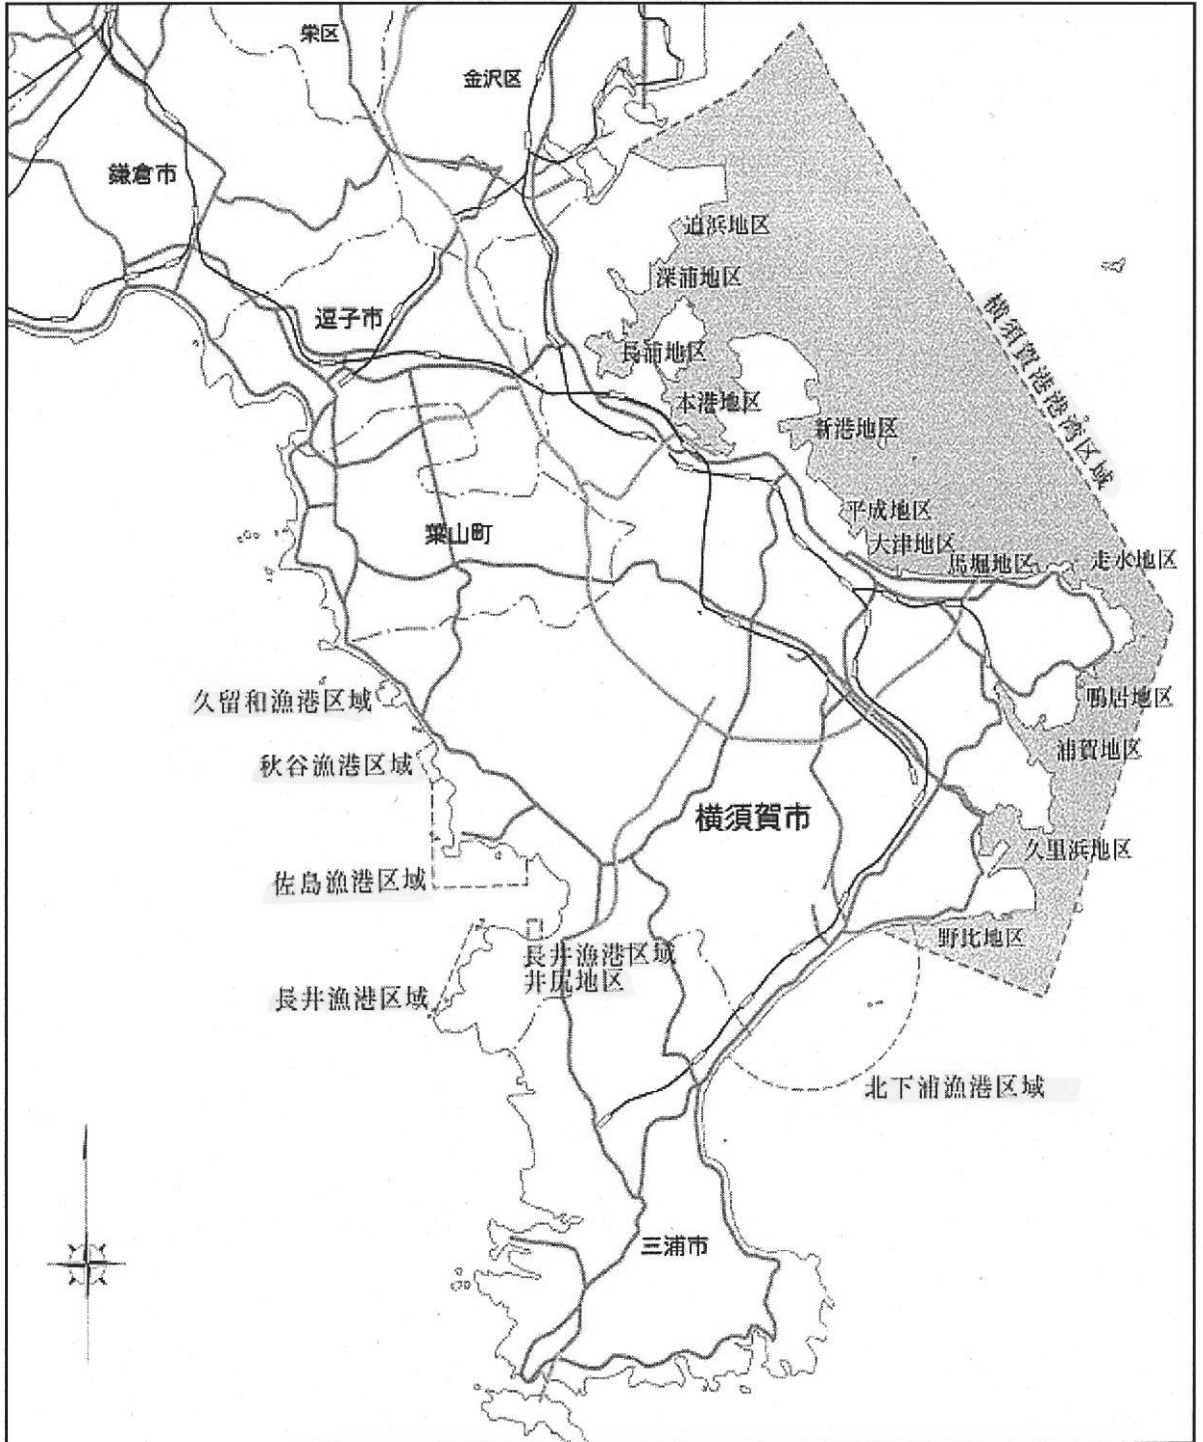 栄区
金沢区
鎌倉市
追浜地区
深浦地区
逗子市
長浦地区
横須賀港港湾区域
本港地区
新港地区
平成地区
葉山町
大津地区
馬堀地区
走水地区
久留和漁港区域
鴨居地区
浦賀地区
秋谷漁港区域
横須賀市
久里浜地区
佐島漁港区域
野比地区
長井漁港区域
井尻地区
長井漁港区域
北下浦漁港区域
三浦市